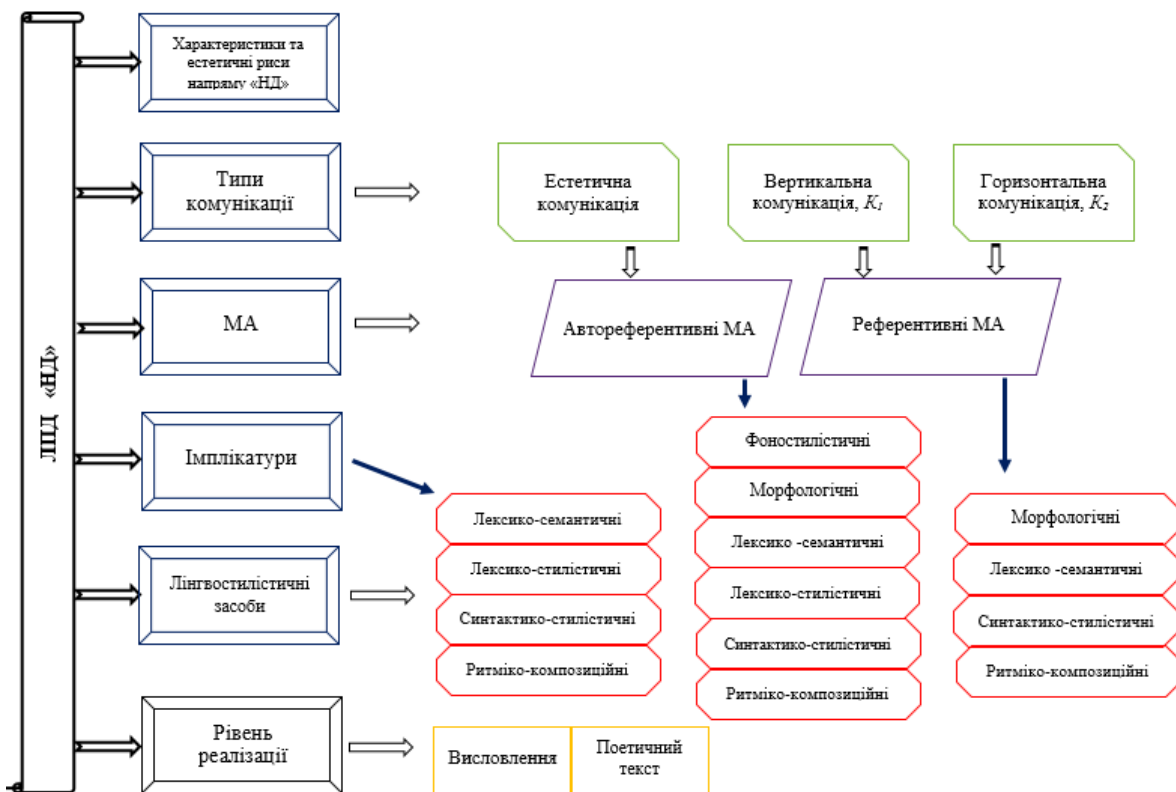 ЛПД «НД»
Характеристики та
естетичні риси
напряму «НД»
Типи
комунікації
Естетична
комунікація
Вертикальна
комунікація, К₁
Горизонтальна
комунікація, К₂
МА
Автореферентивні МА
Референтивні МА
Імплікатури
Лінгвостилістичні
засоби
Лексико-семантичні
Лексико-стилістичні
Синтактико-стилістичні
Ритміко-композиційні
Фоностилістичні
Морфологічні
Лексико -семантичні
Лексико-стилістичні
Синтактико-стилістичні
Ритміко-композиційні
Морфологічні
Лексико -семантичні
Синтактико-стилістичні
Ритміко-композиційні
Рівень
реалізації
Висловлення
Поетичний
текст